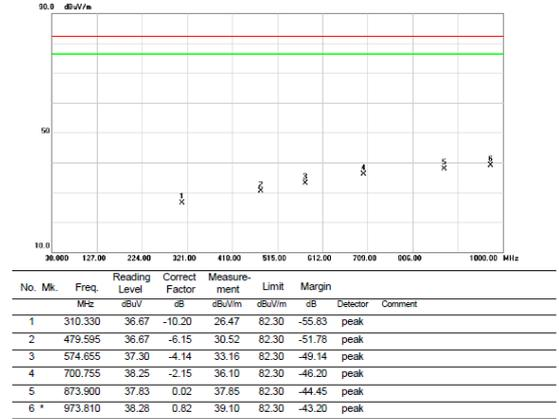 90.0 dBuV/m
50
1
2
3
4
5
6
10.0
30.000 127.00 224.00 321.00 418.00 515.00 612.00 709.00 806.00 1000.00 MHz
No. Mk. Freq. Reading Level Correct Factor Measure-ment Limit Margin
MHz dBuV dB dBuV/m dBuV/m dB Detector Comment
1 310.330 36.67 -10.20 26.47 82.30 -55.83 peak
2 479.595 36.67 -6.15 30.52 82.30 -51.78 peak
3 574.655 37.30 -4.14 33.16 82.30 -49.14 peak
4 700.755 38.25 -2.15 36.10 82.30 -46.20 peak
5 873.900 37.83 0.02 37.85 82.30 -44.45 peak
6 * 973.810 38.28 0.82 39.10 82.30 -43.20 peak